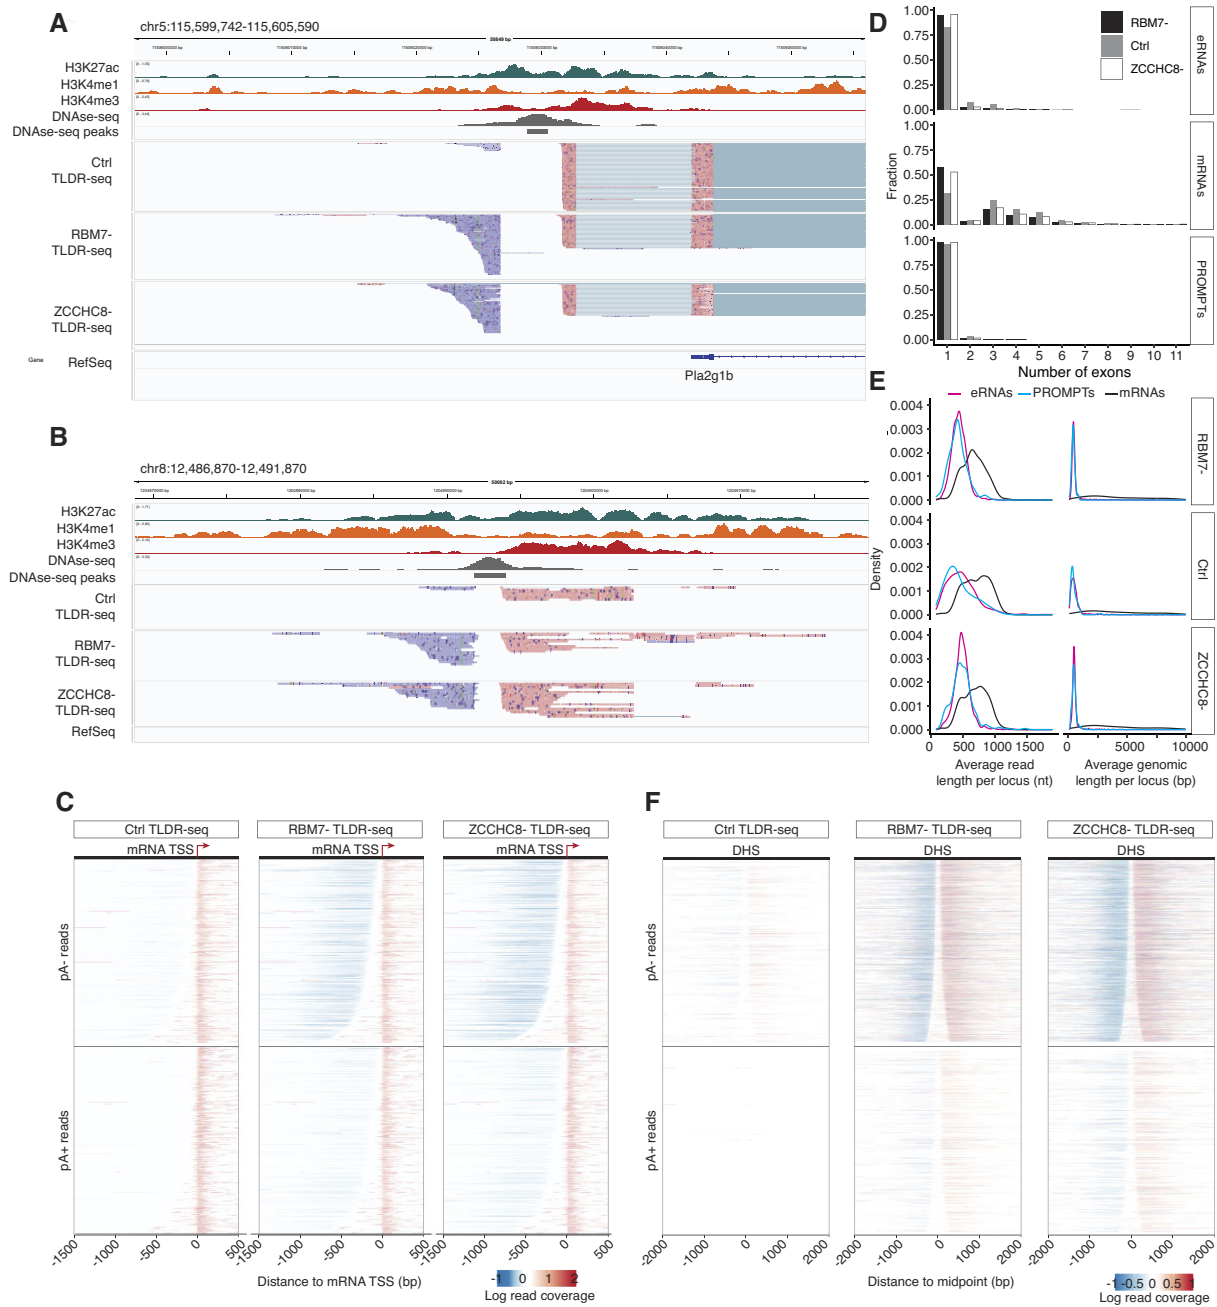 A
chr5:115,599,742-115,605,590
H3K27ac
H3K4me1
H3K4me3
DNAse-seq
DNAse-seq peaks
Ctrl
TLDR-seq
RBM7-
TLDR-seq
ZCCHC8-
TLDR-seq
Gene
RefSeq
Pla2g1b
B
chr8:12,486,870-12,491,870
H3K27ac
H3K4me1
H3K4me3
DNAse-seq
DNAse-seq peaks
Ctrl
TLDR-seq
RBM7-
TLDR-seq
ZCCHC8-
TLDR-seq
RefSeq
C
Ctrl TLDR-seq
RBM7- TLDR-seq
ZCCHC8- TLDR-seq
mRNA TSS
mRNA TSS
mRNA TSS
pA- reads
pA+ reads
-1500 -1000 -500 0 500
-1500 -1000 -500 0 500
-1500 -1000 -500 0 500
Distance to mRNA TSS (bp)
-1 0 1 2
Log read coverage
D
RBM7-
Ctrl
ZCCHC8-
1.00
0.75
0.50
0.25
0.00
eRNAs
1.00
0.75
0.50
0.25
0.00
mRNAs
1.00
0.75
0.50
0.25
0.00
PROMPTs
Fraction
1 2 3 4 5 6 7 8 9 10 11
Number of exons
E
eRNAs PROMPTs mRNAs
0.004
0.003
0.002
0.001
0.000
RBM7-
0.004
0.003
0.002
0.001
0.000
Ctrl
0.004
0.003
0.002
0.001
0.000
ZCCHC8-
Density
0 500 1000 1500
0 5000 10000
Average read
length per locus (nt)
Average genomic
length per locus (bp)
F
Ctrl TLDR-seq
RBM7- TLDR-seq
ZCCHC8- TLDR-seq
DHS
DHS
DHS
pA- reads
pA+ reads
-2000 -1000 0 1000 2000
-2000 -1000 0 1000 2000
-2000 -1000 0 1000 2000
Distance to midpoint (bp)
-1 -0.5 0 0.5 1
Log read coverage